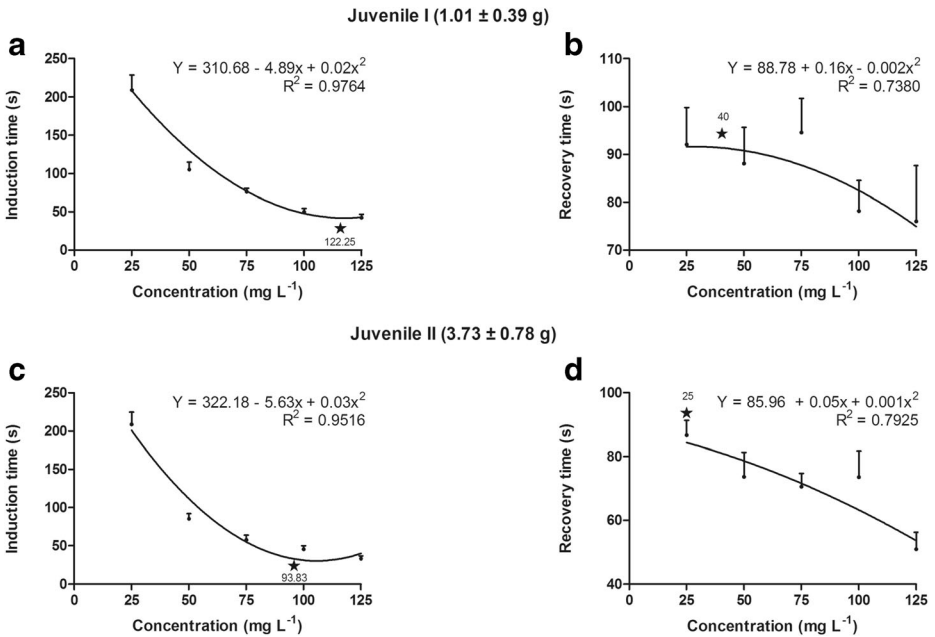 Juvenile I (1.01 ± 0.39 g)
a
Y = 310.68 - 4.89x + 0.02x²
R² = 0.9764
Induction time (s)
250
200
150
100
50
0
122.25
0 25 50 75 100 125
Concentration (mg L⁻¹)
b
Y = 88.78 + 0.16x - 0.002x²
R² = 0.7380
Recovery time (s)
110
100
90
80
70
40
0 25 50 75 100 125
Concentration (mg L⁻¹)
Juvenile II (3.73 ± 0.78 g)
c
Y = 322.18 - 5.63x + 0.03x²
R² = 0.9516
Induction time (s)
250
200
150
100
50
0
93.83
0 25 50 75 100 125
Concentration (mg L⁻¹)
d
25
Y = 85.96 + 0.05x + 0.001x²
R² = 0.7925
Recovery time (s)
100
80
60
40
0 25 50 75 100 125
Concentration (mg L⁻¹)